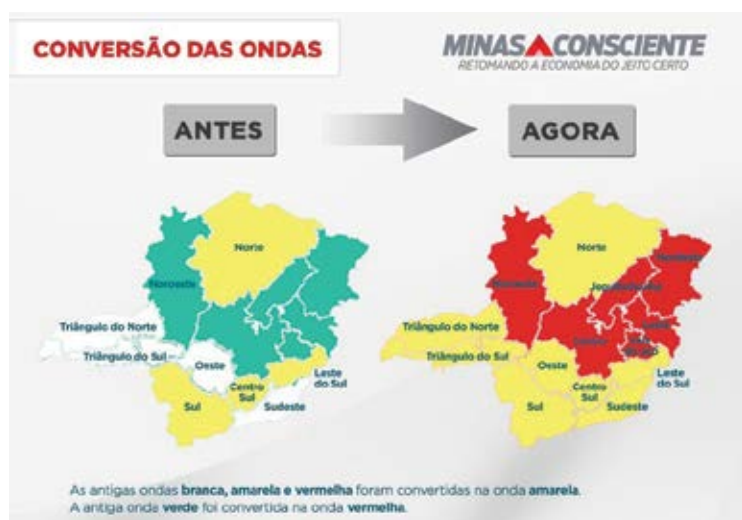 CONVERSÃO DAS ONDAS
MINAS CONSCIENTE
RETOMANDO A ECONOMIA DO JEITO CERTO
ANTES
AGORA
Norte
Noroeste
Triângulo do Norte
Triângulo do Sul
Oeste
Leste
do Sul
Centro
Sul
Sul
Sudeste
Norte
Nordeste
Noroeste
Jequitinhonha
Triângulo do Norte
Centro
Triângulo do Sul
Oeste
Leste
do Sul
Centro
Sul
Sul
Sudeste
As antigas ondas branca, amarela e vermelha foram convertidas na onda amarela.
A antiga onda verde foi convertida na onda vermelha.